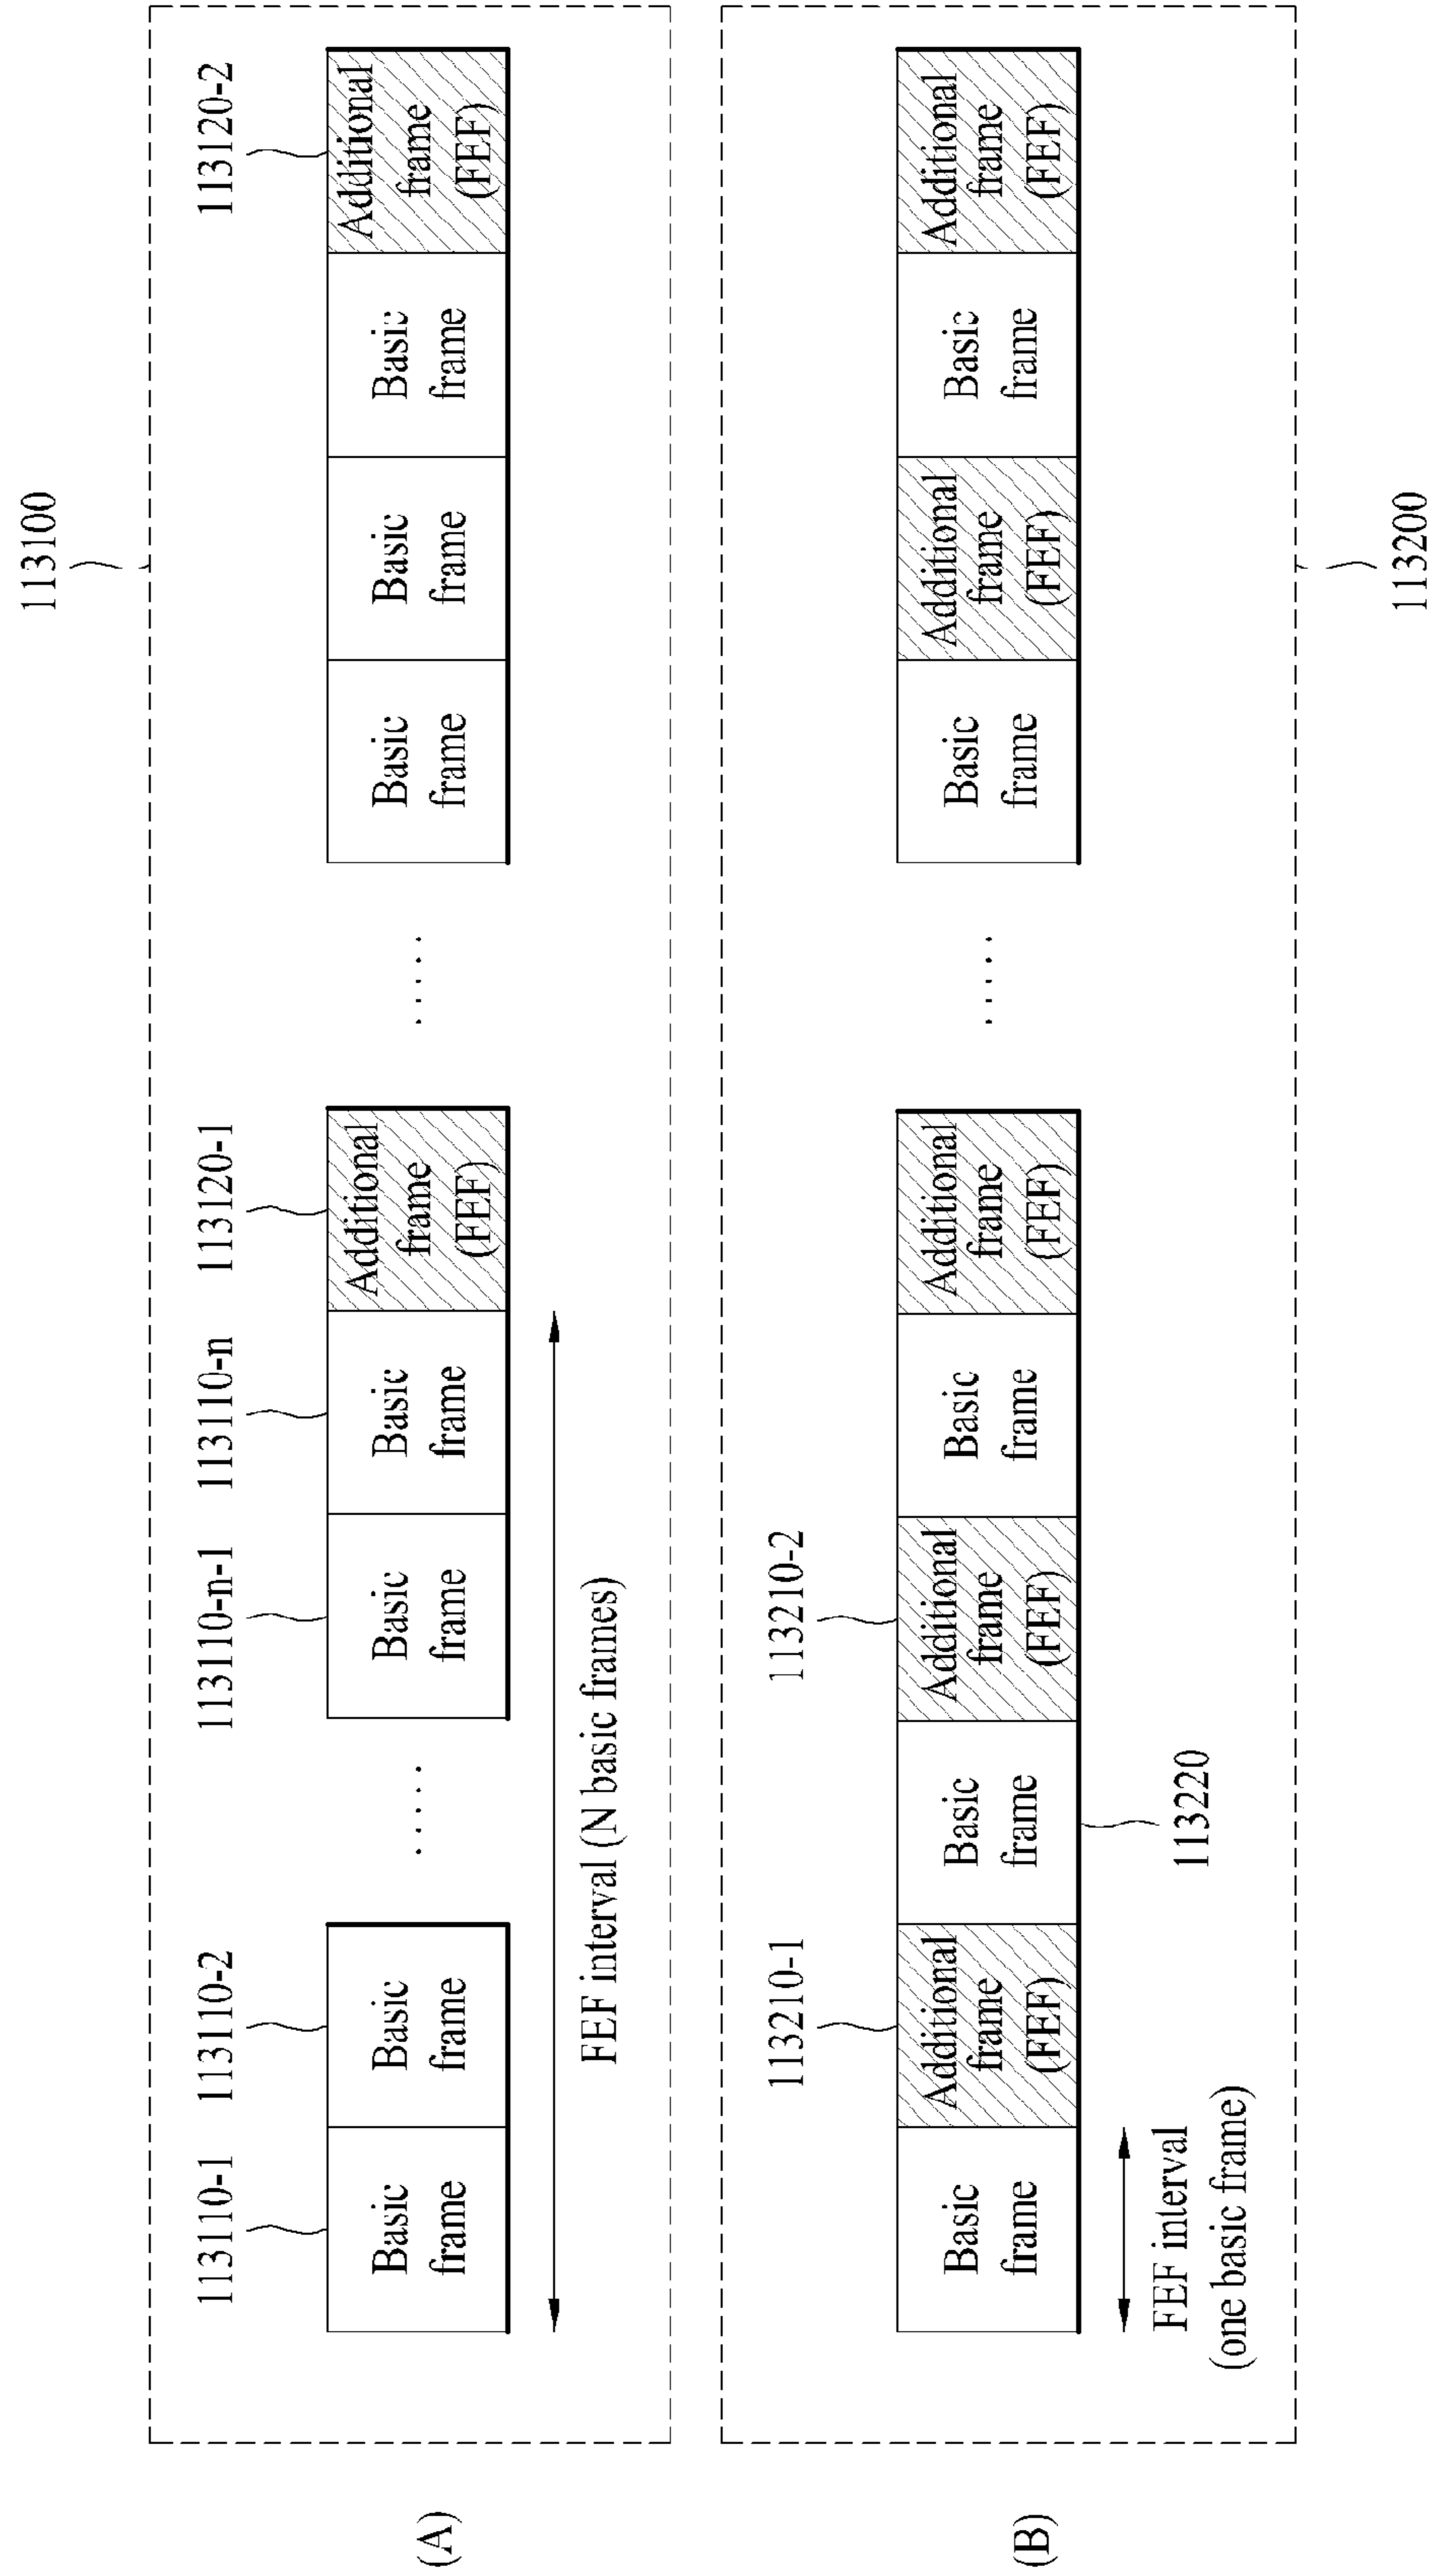 113100
(A)
113110-1
113110-2
113110-n-1
113110-n
113120-1
113120-2
Basic
frame
Basic
frame
.....
Basic
frame
Basic
frame
Additional
frame
(FEF)
.....
Basic
frame
Basic
frame
Basic
frame
Additional
frame
(FEF)
FEF interval (N basic frames)
(B)
113210-1
113210-2
Basic
frame
Additional
frame
(FEF)
Basic
frame
Additional
frame
(FEF)
Basic
frame
Additional
frame
(FEF)
.....
Basic
frame
Additional
frame
(FEF)
Basic
frame
Additional
frame
(FEF)
FEF interval
(one basic frame)
113220
113200